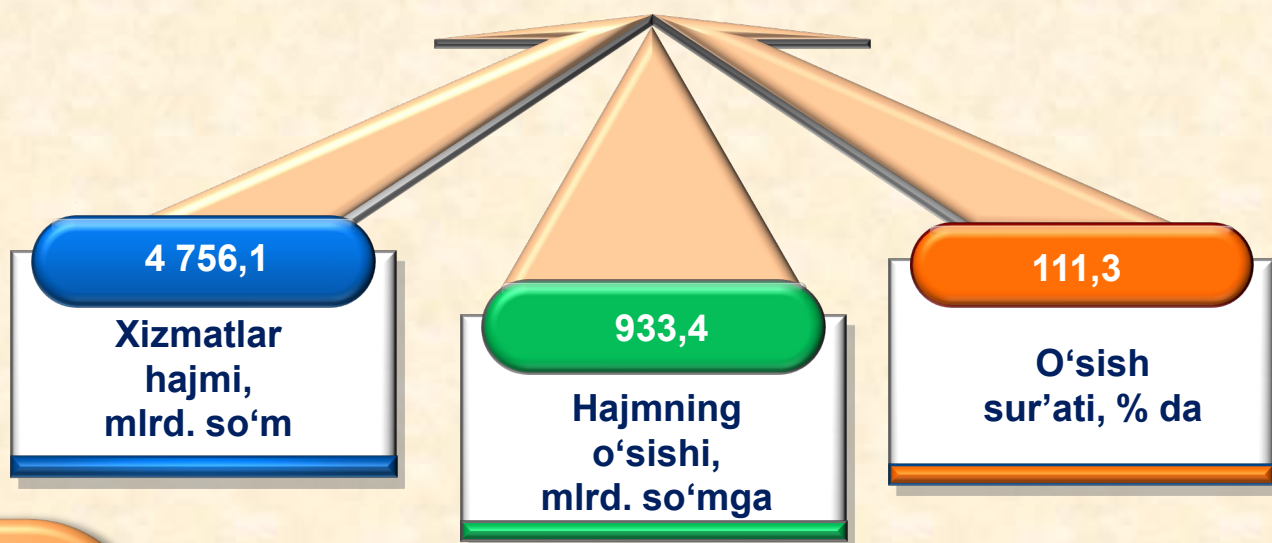 4 756,1
Xizmatlar
hajmi,
mlrd. so‘m
933,4
Hajmning
o‘sishi,
mlrd. so‘mga
111,3
O‘sish
sur’ati, % da